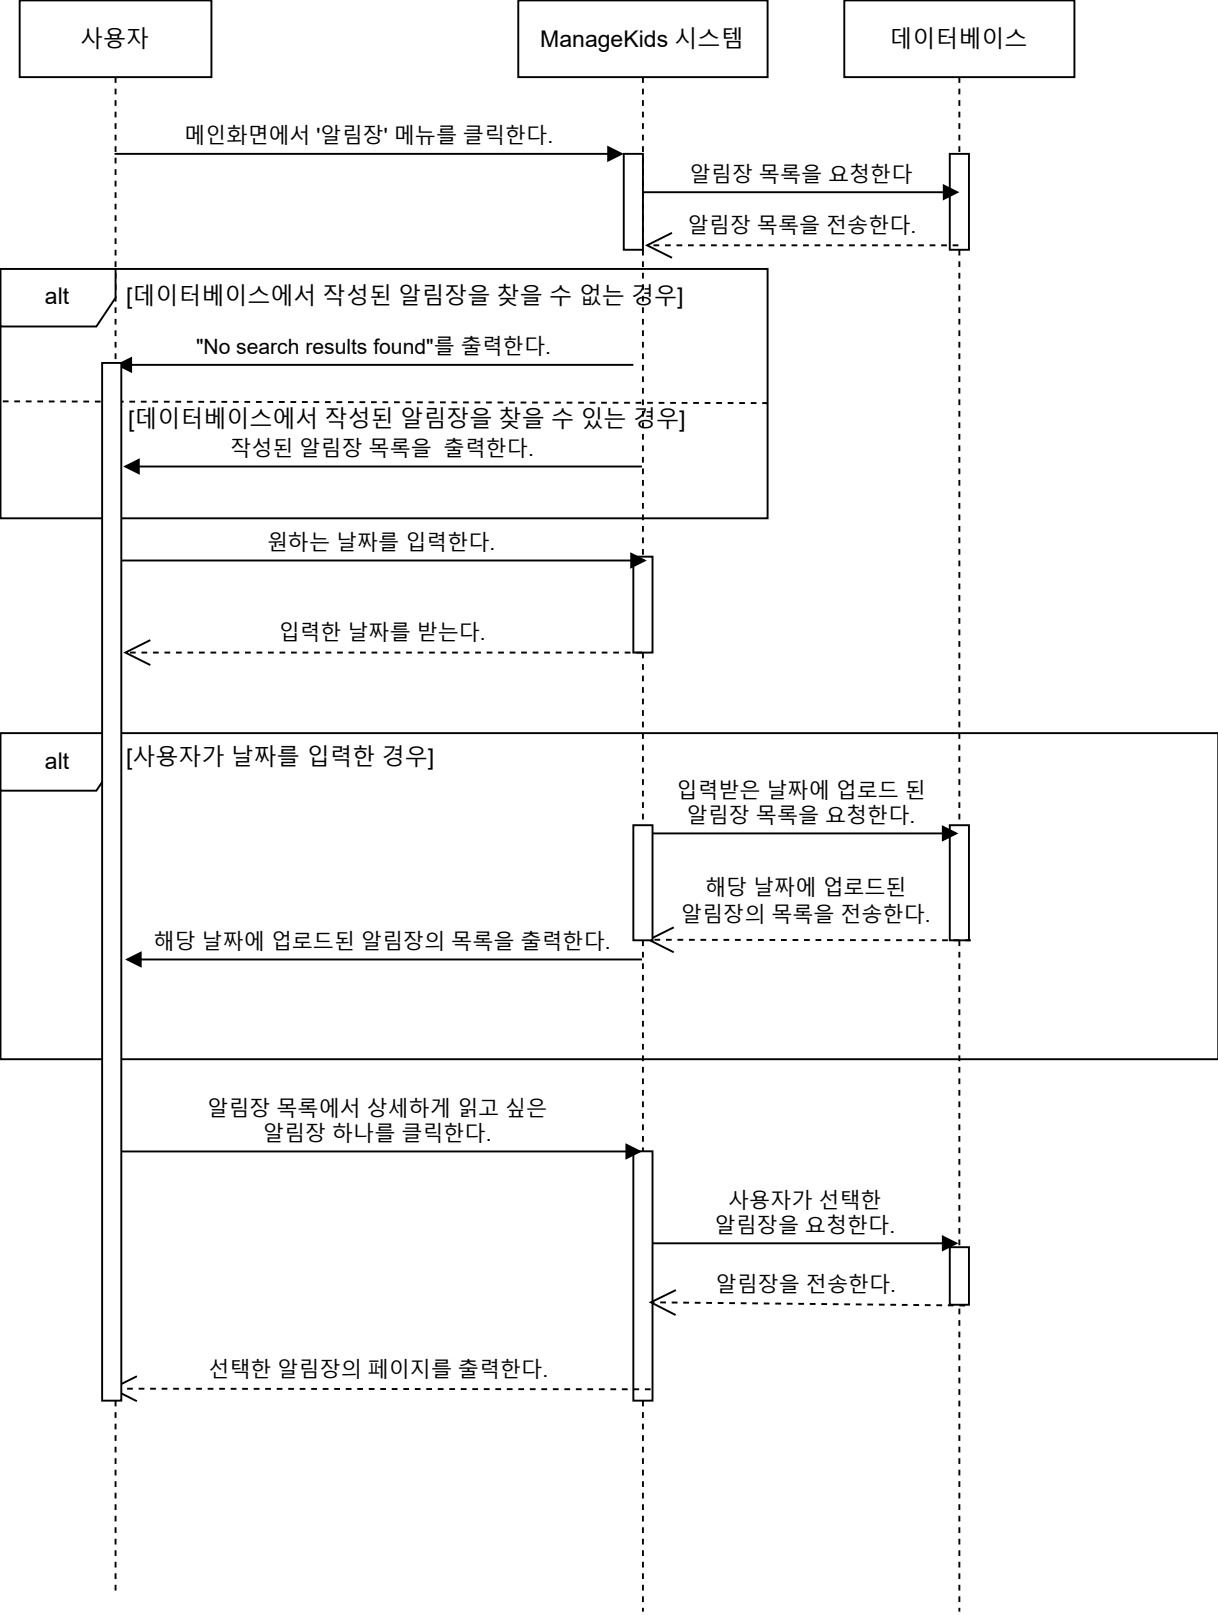 사용자
ManageKids 시스템
데이터베이스
메인화면에서 '알림장' 메뉴를 클릭한다.
알림장 목록을 요청한다
알림장 목록을 전송한다.
alt
[데이터베이스에서 작성된 알림장을 찾을 수 없는 경우]
"No search results found"를 출력한다.
[데이터베이스에서 작성된 알림장을 찾을 수 있는 경우]
작성된 알림장 목록을 출력한다.
원하는 날짜를 입력한다.
입력한 날짜를 받는다.
alt
[사용자가 날짜를 입력한 경우]
입력받은 날짜에 업로드 된
알림장 목록을 요청한다.
해당 날짜에 업로드된
알림장의 목록을 전송한다.
해당 날짜에 업로드된 알림장의 목록을 출력한다.
알림장 목록에서 상세하게 읽고 싶은
알림장 하나를 클릭한다.
사용자가 선택한
알림장을 요청한다.
알림장을 전송한다.
선택한 알림장의 페이지를 출력한다.